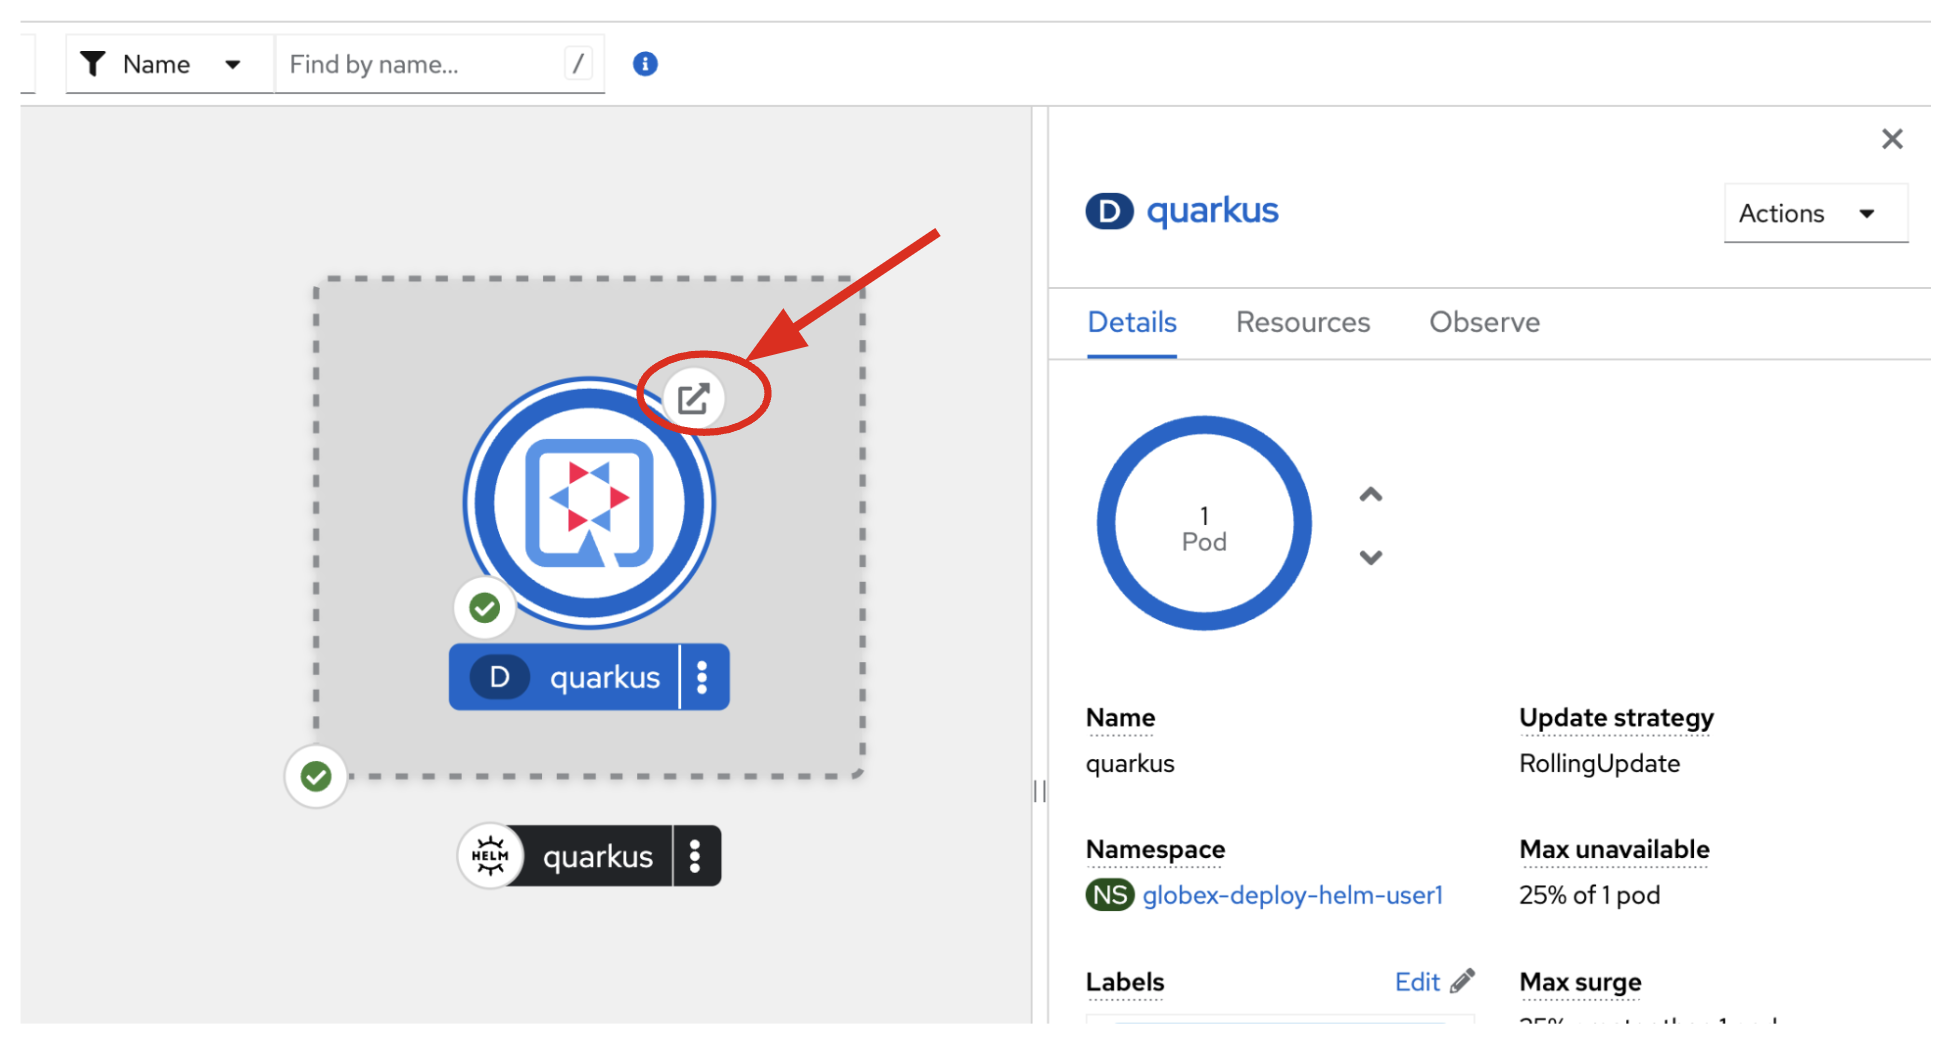 Name
Find by name...
/
D quarkus
Actions
Details
Resources
Observe
1
Pod
D quarkus
HELM quarkus
Name
quarkus
Update strategy
RollingUpdate
Namespace
NS globex-deploy-helm-user1
Max unavailable
25% of 1 pod
Labels
Edit
Max surge